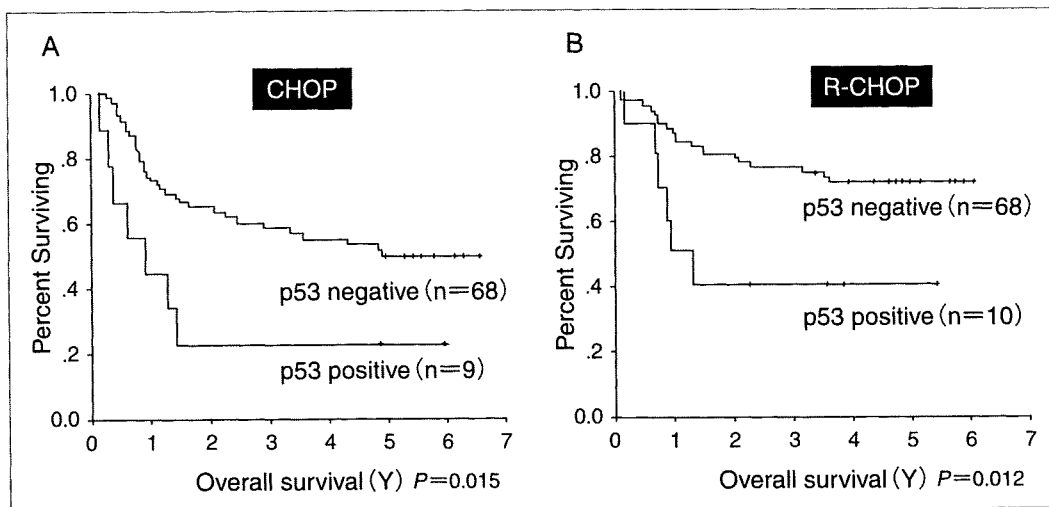 A
CHOP
Percent Surviving
1.0
.8
.6
.4
.2
0.0
p53 negative (n=68)
p53 positive (n=9)
0 1 2 3 4 5 6 7
Overall survival (Y) P=0.015
B
R-CHOP
Percent Surviving
1.0
.8
.6
.4
.2
0.0
p53 negative (n=68)
p53 positive (n=10)
0 1 2 3 4 5 6 7
Overall survival (Y) P=0.012